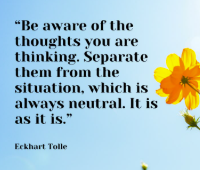 “Be aware of the
thoughts you are
thinking. Separate
them from the
situation, which is
always neutral. It is
as it is.”
Eckhart Tolle